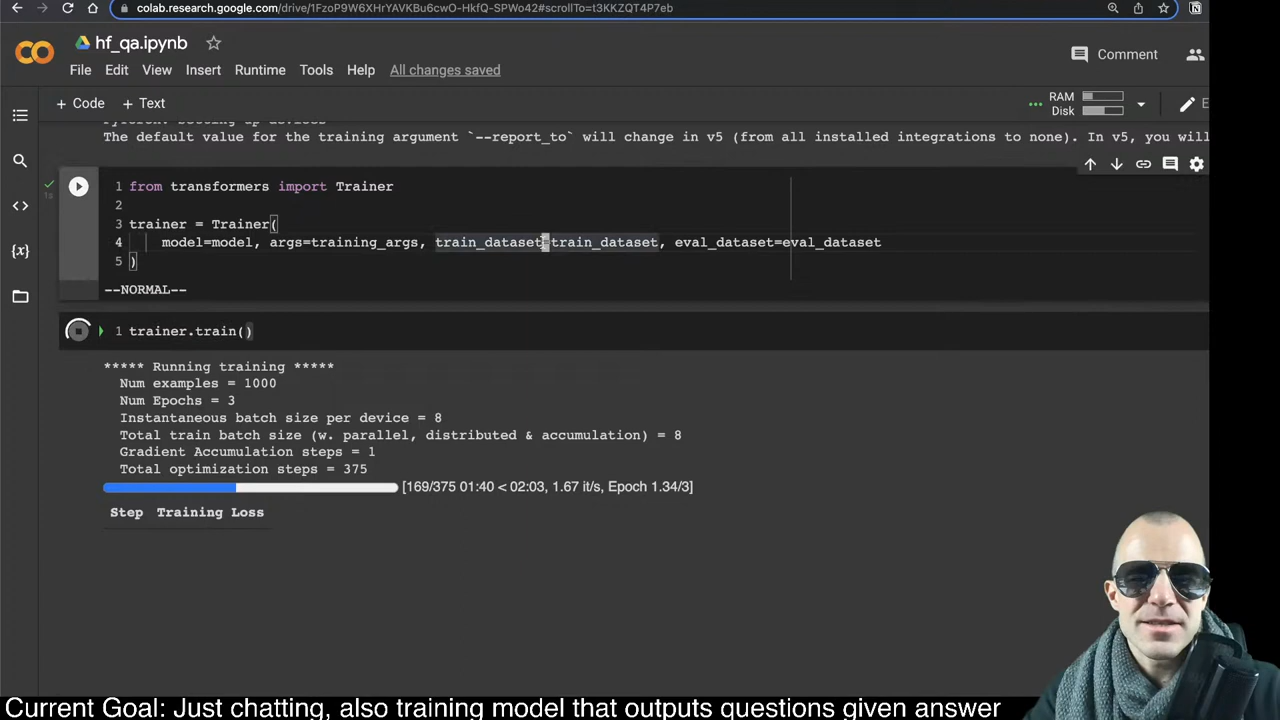 colab.research.google.com/drive/1FzoP9W6XHrYAVKBu6cwO-HkfQ-SPWo42#scrollTo=t3KKZQT4P7eb
hf_qa.ipynb
File Edit View Insert Runtime Tools Help All changes saved
Comment
+ Code + Text
RAM
Disk
The default value for the training argument `--report_to` will change in v5 (from all installed integrations to none). In v5, you will
1 from transformers import Trainer
2
3 trainer = Trainer(
4 model=model, args=training_args, train_dataset=train_dataset, eval_dataset=eval_dataset
5 )
--NORMAL--
1 trainer.train()
***** Running training *****
Num examples = 1000
Num Epochs = 3
Instantaneous batch size per device = 8
Total train batch size (w. parallel, distributed & accumulation) = 8
Gradient Accumulation steps = 1
Total optimization steps = 375
[169/375 01:40 < 02:03, 1.67 it/s, Epoch 1.34/3]
Step Training Loss
Current Goal: Just chatting, also training model that outputs questions given answer